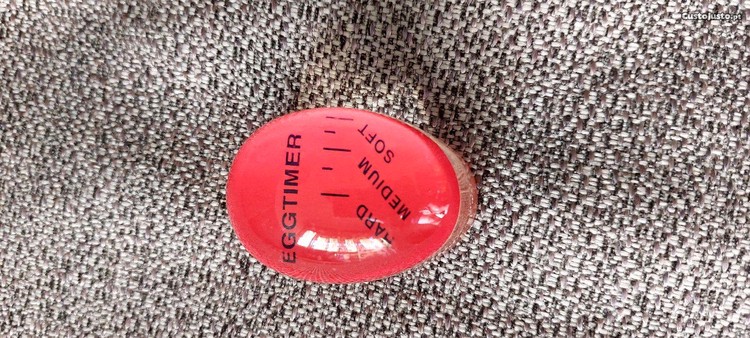 EGGTIMER
SOFT
MEDIUM
HARD
CustoJusto.pt